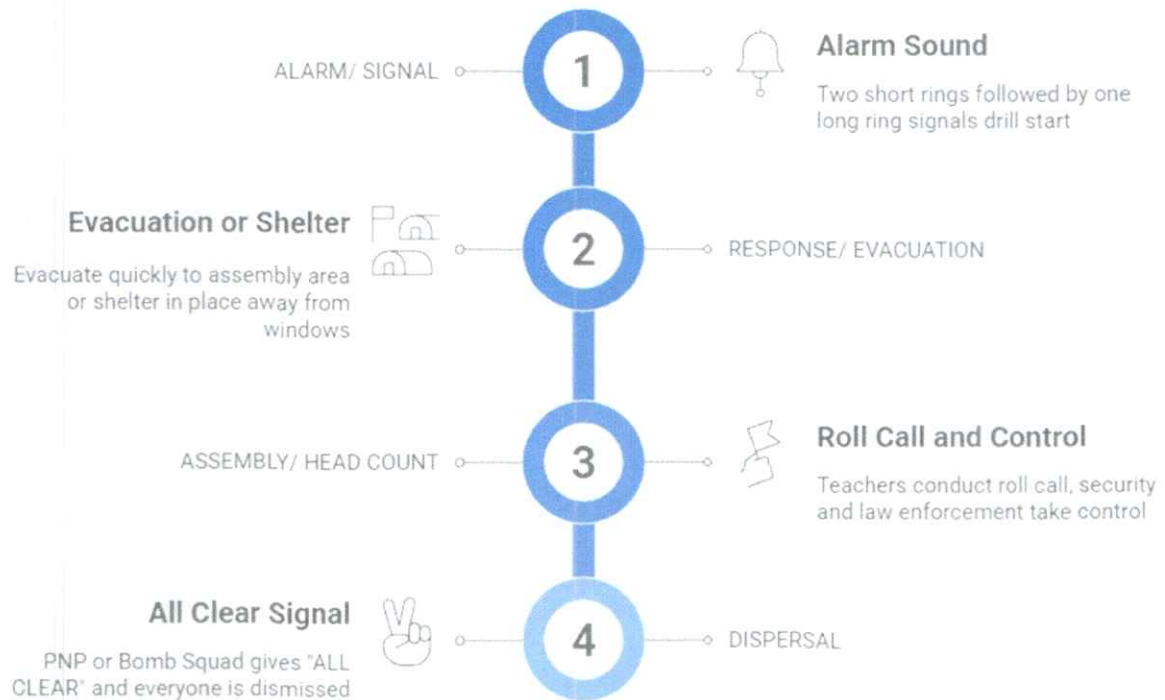 ALARM/ SIGNAL
1
Alarm Sound
Two short rings followed by one
long ring signals drill start
Evacuation or Shelter
Evacuate quickly to assembly area
or shelter in place away from
windows
2
RESPONSE/ EVACUATION
ASSEMBLY/ HEAD COUNT
3
Roll Call and Control
Teachers conduct roll call, security
and law enforcement take control
All Clear Signal
PNP or Bomb Squad gives "ALL
CLEAR" and everyone is dismissed
4
DISPERSAL